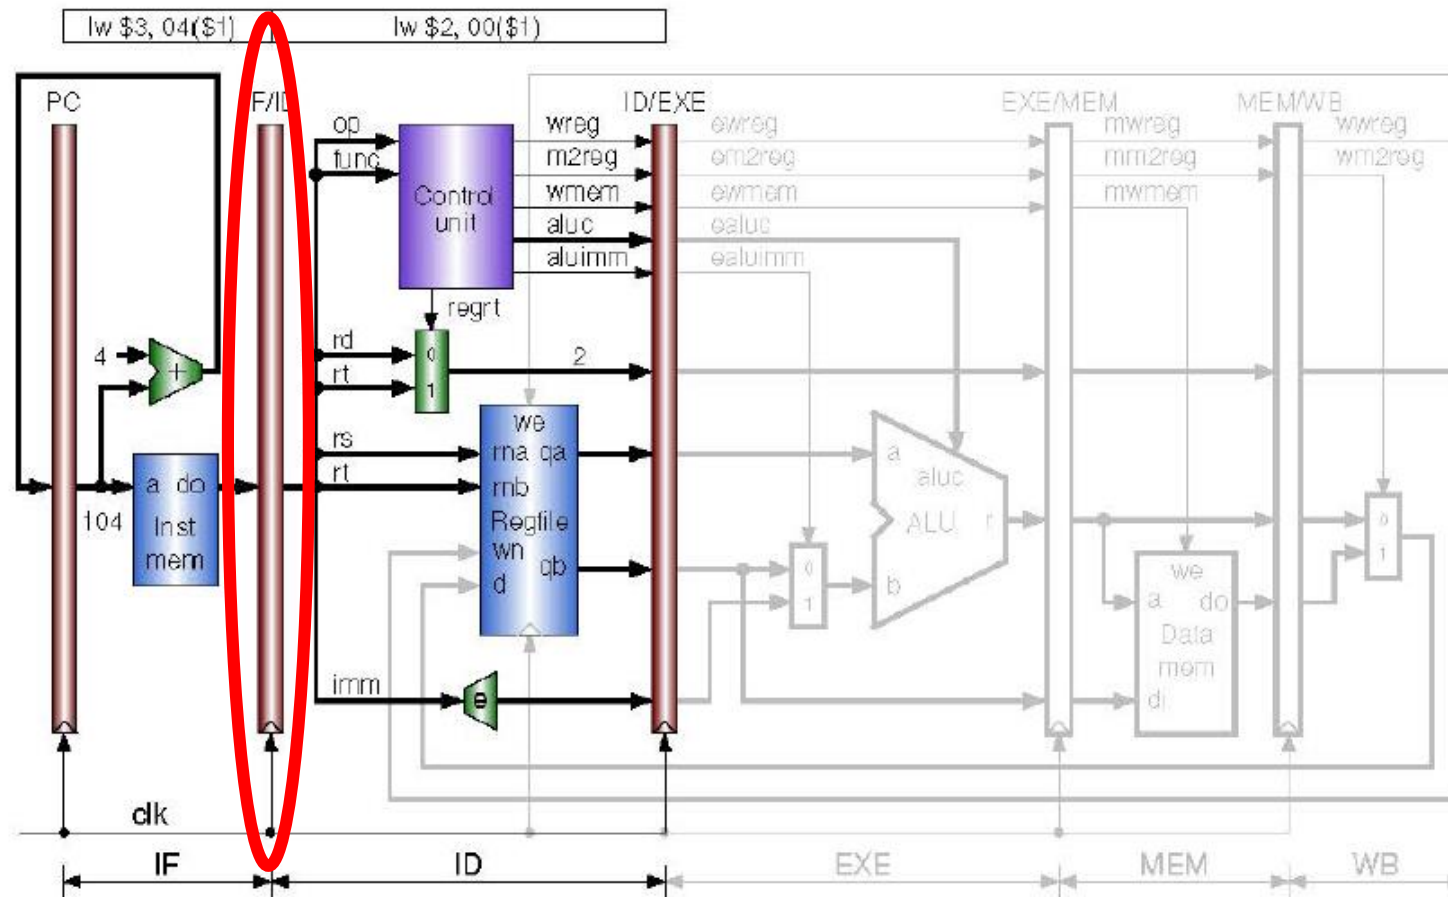 lw $3, 04($1) lw $2, 00($1)
PC F/ID ID/EXE EXE/MEM MEM/WB
op wreg ewreg mwreg wwreg
func m2reg em2reg mm2reg wm2reg
Control unit
wmem ewmem mwmem
aluc ealuc
aluimm ealuimm
regrt
4 + rd 0 2
rt 1
we
rs rna qa a
rt rnb aluc
a do Regfile ALU r 0
104 Inst wn 1
mem d qb 0 b we
1 a do
Data
mem
imm e di
clk
IF ID EXE MEM WB